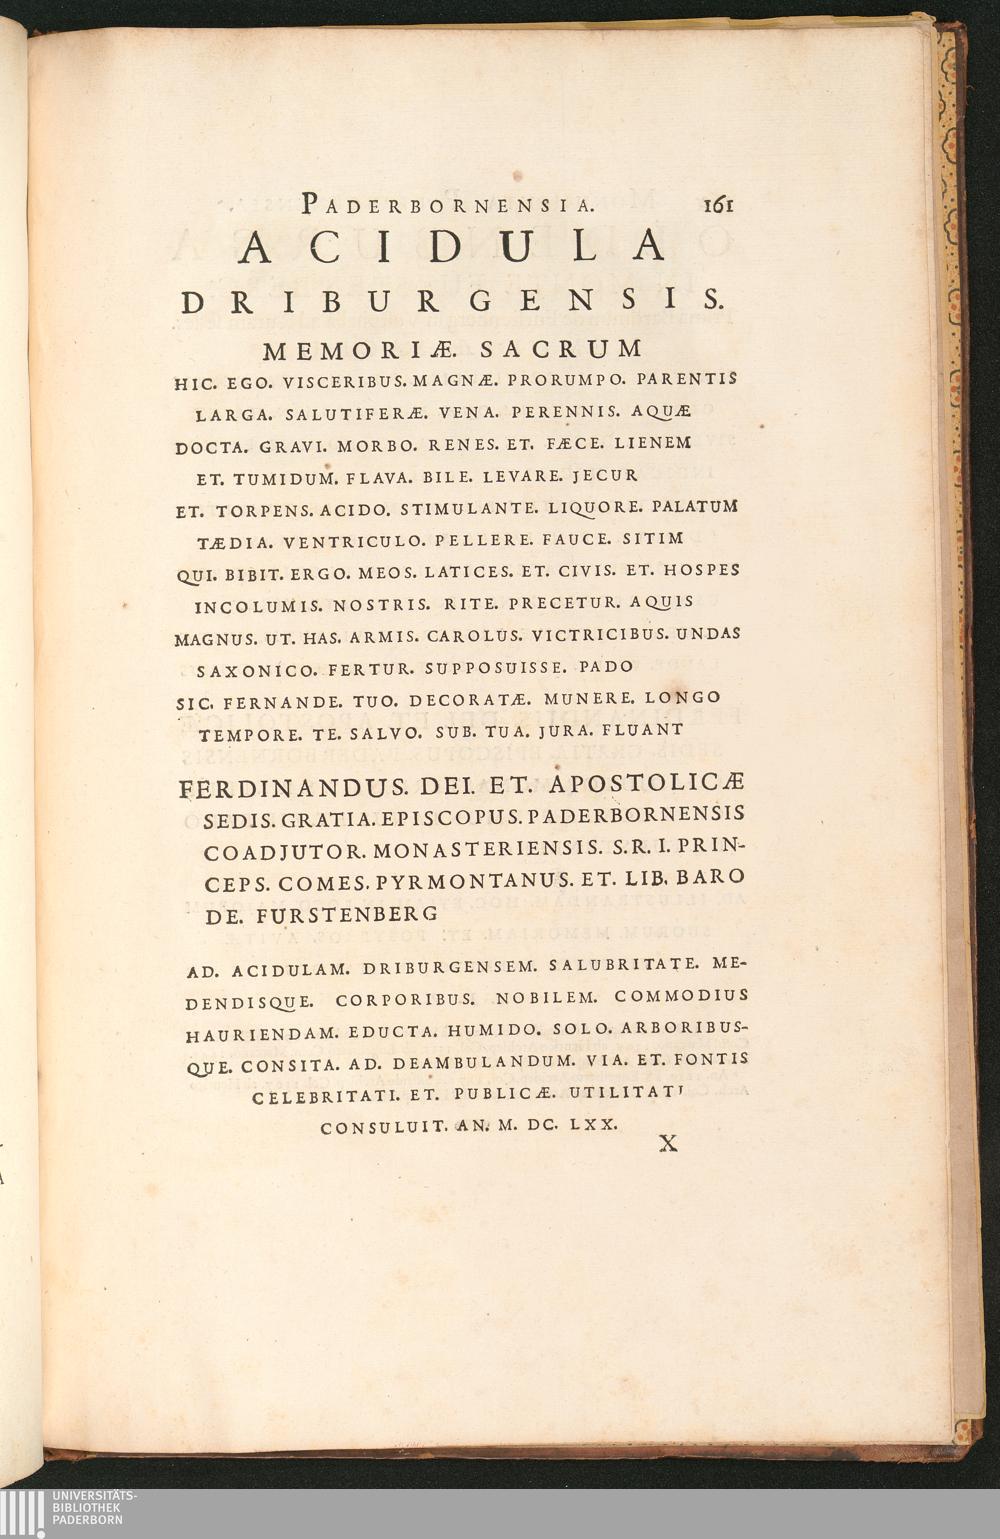 PADERBORNENSIA. 161
ACIDULA
DRIBURGENSIS.
MEMORIÆ. SACRUM
HIC. EGO. VISCERIBUS. MAGNÆ. PRORUMPO. PARENTIS
LARGA. SALUTIFERÆ. VENA. PERENNIS. AQUÆ
DOCTA. GRAVI. MORBO. RENES. ET. FÆCE. LIENEM
ET. TUMIDUM. FLAVA. BILE. LEVARE. JECUR
ET. TORPENS. ACIDO. STIMULANTE. LIQUORE. PALATUM
TÆDIA. VENTRICULO. PELLERE. FAUCE. SITIM
QUI. BIBIT. ERGO. MEOS. LATICES. ET. CIVIS. ET. HOSPES
INCOLUMIS. NOSTRIS. RITE. PRECETUR. AQUIS
MAGNUS. UT. HAS. ARMIS. CAROLUS. VICTRICIBUS. UNDAS
SAXONICO. FERTUR. SUPPOSUISSE. PADO
SIC. FERNANDE. TUO. DECORATÆ. MUNERE. LONGO
TEMPORE. TE. SALVO. SUB. TUA. JURA. FLUANT
FERDINANDUS. DEI. ET. APOSTOLICÆ
SEDIS. GRATIA. EPISCOPUS. PADERBORNENSIS
COADJUTOR. MONASTERIENSIS. S.R. I. PRIN-
CEPS. COMES. PYRMONTANUS. ET. LIB. BARO
DE. FURSTENBERG
AD. ACIDULAM. DRIBURGENSEM. SALUBRITATE. ME-
DENDISQUE. CORPORIBUS. NOBILEM. COMMODIUS
HAURIENDAM. EDUCTA. HUMIDO. SOLO. ARBORIBUS-
QUE. CONSITA. AD. DEAMBULANDUM. VIA. ET. FONTIS
CELEBRITATI. ET. PUBLICÆ. UTILITATI
CONSULUIT. AN. M. DC. LXX.
X
UNIVERSITÄTS-
BIBLIOTHEK
PADERBORN